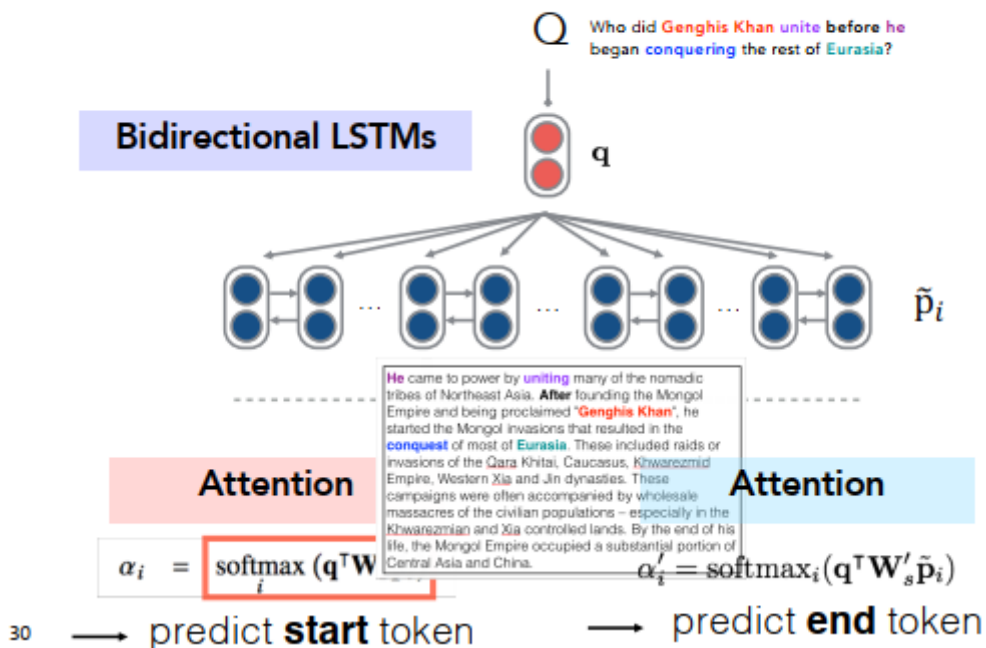 Q
Who did Genghis Khan unite before he
began conquering the rest of Eurasia?
Bidirectional LSTMs
q
... ... ...
p̃ᵢ
He came to power by uniting many of the nomadic
tribes of Northeast Asia. After founding the Mongol
Empire and being proclaimed "Genghis Khan", he
started the Mongol invasions that resulted in the
conquest of most of Eurasia. These included raids or
invasions of the Qara Khitai, Caucasus, Khwarezmid
Empire, Western Xia and Jin dynasties. These
campaigns were often accompanied by wholesale
massacres of the civilian populations – especially in the
Khwarezmian and Xia controlled lands. By the end of his
life, the Mongol Empire occupied a substantial portion of
Central Asia and China.
Attention
Attention
αᵢ = softmaxᵢ (q⊤W
α′ᵢ = softmaxᵢ(q⊤W′ₛp̃ᵢ)
predict start token
predict end token
30